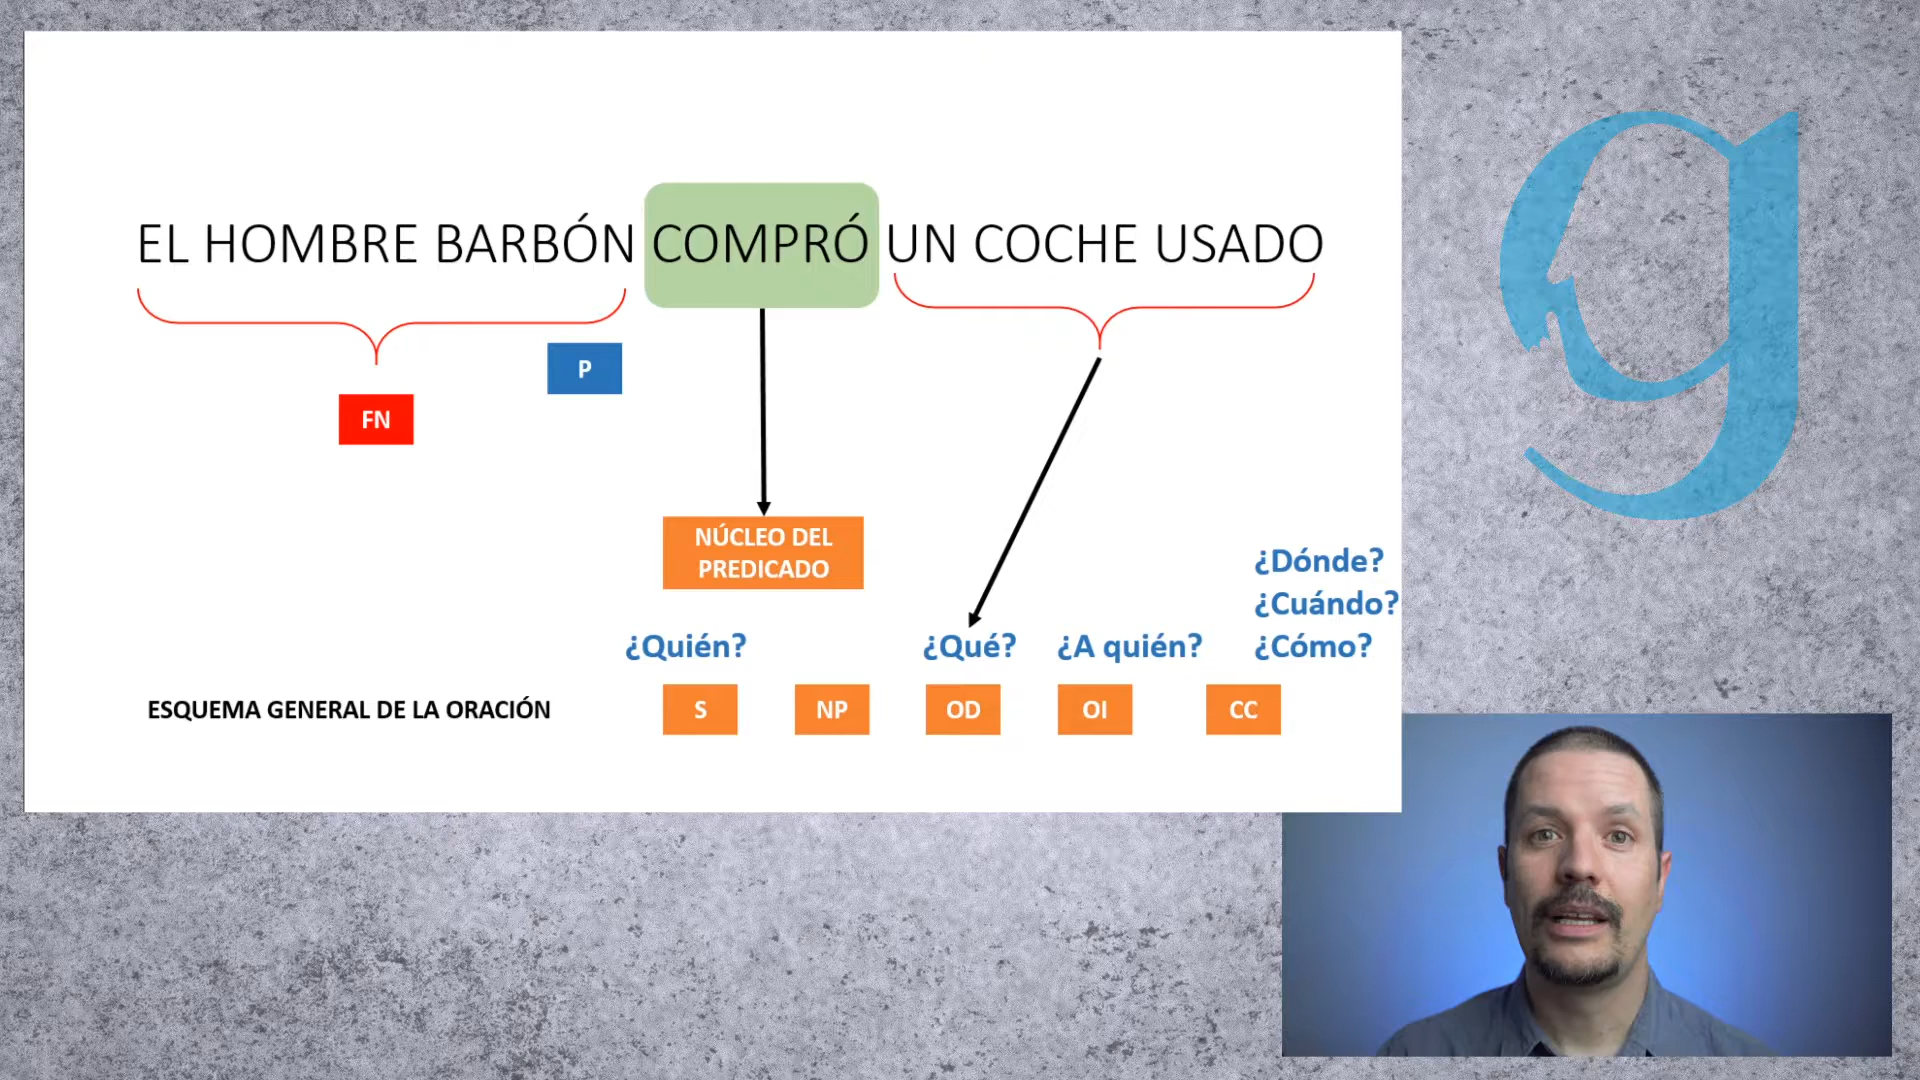 EL HOMBRE BARBÓN COMPRÓ UN COCHE USADO
P
FN
NÚCLEO DEL
PREDICADO
¿Dónde?
¿Cuándo?
¿Quién? ¿Qué? ¿A quién? ¿Cómo?
ESQUEMA GENERAL DE LA ORACIÓN S NP OD OI CC
g